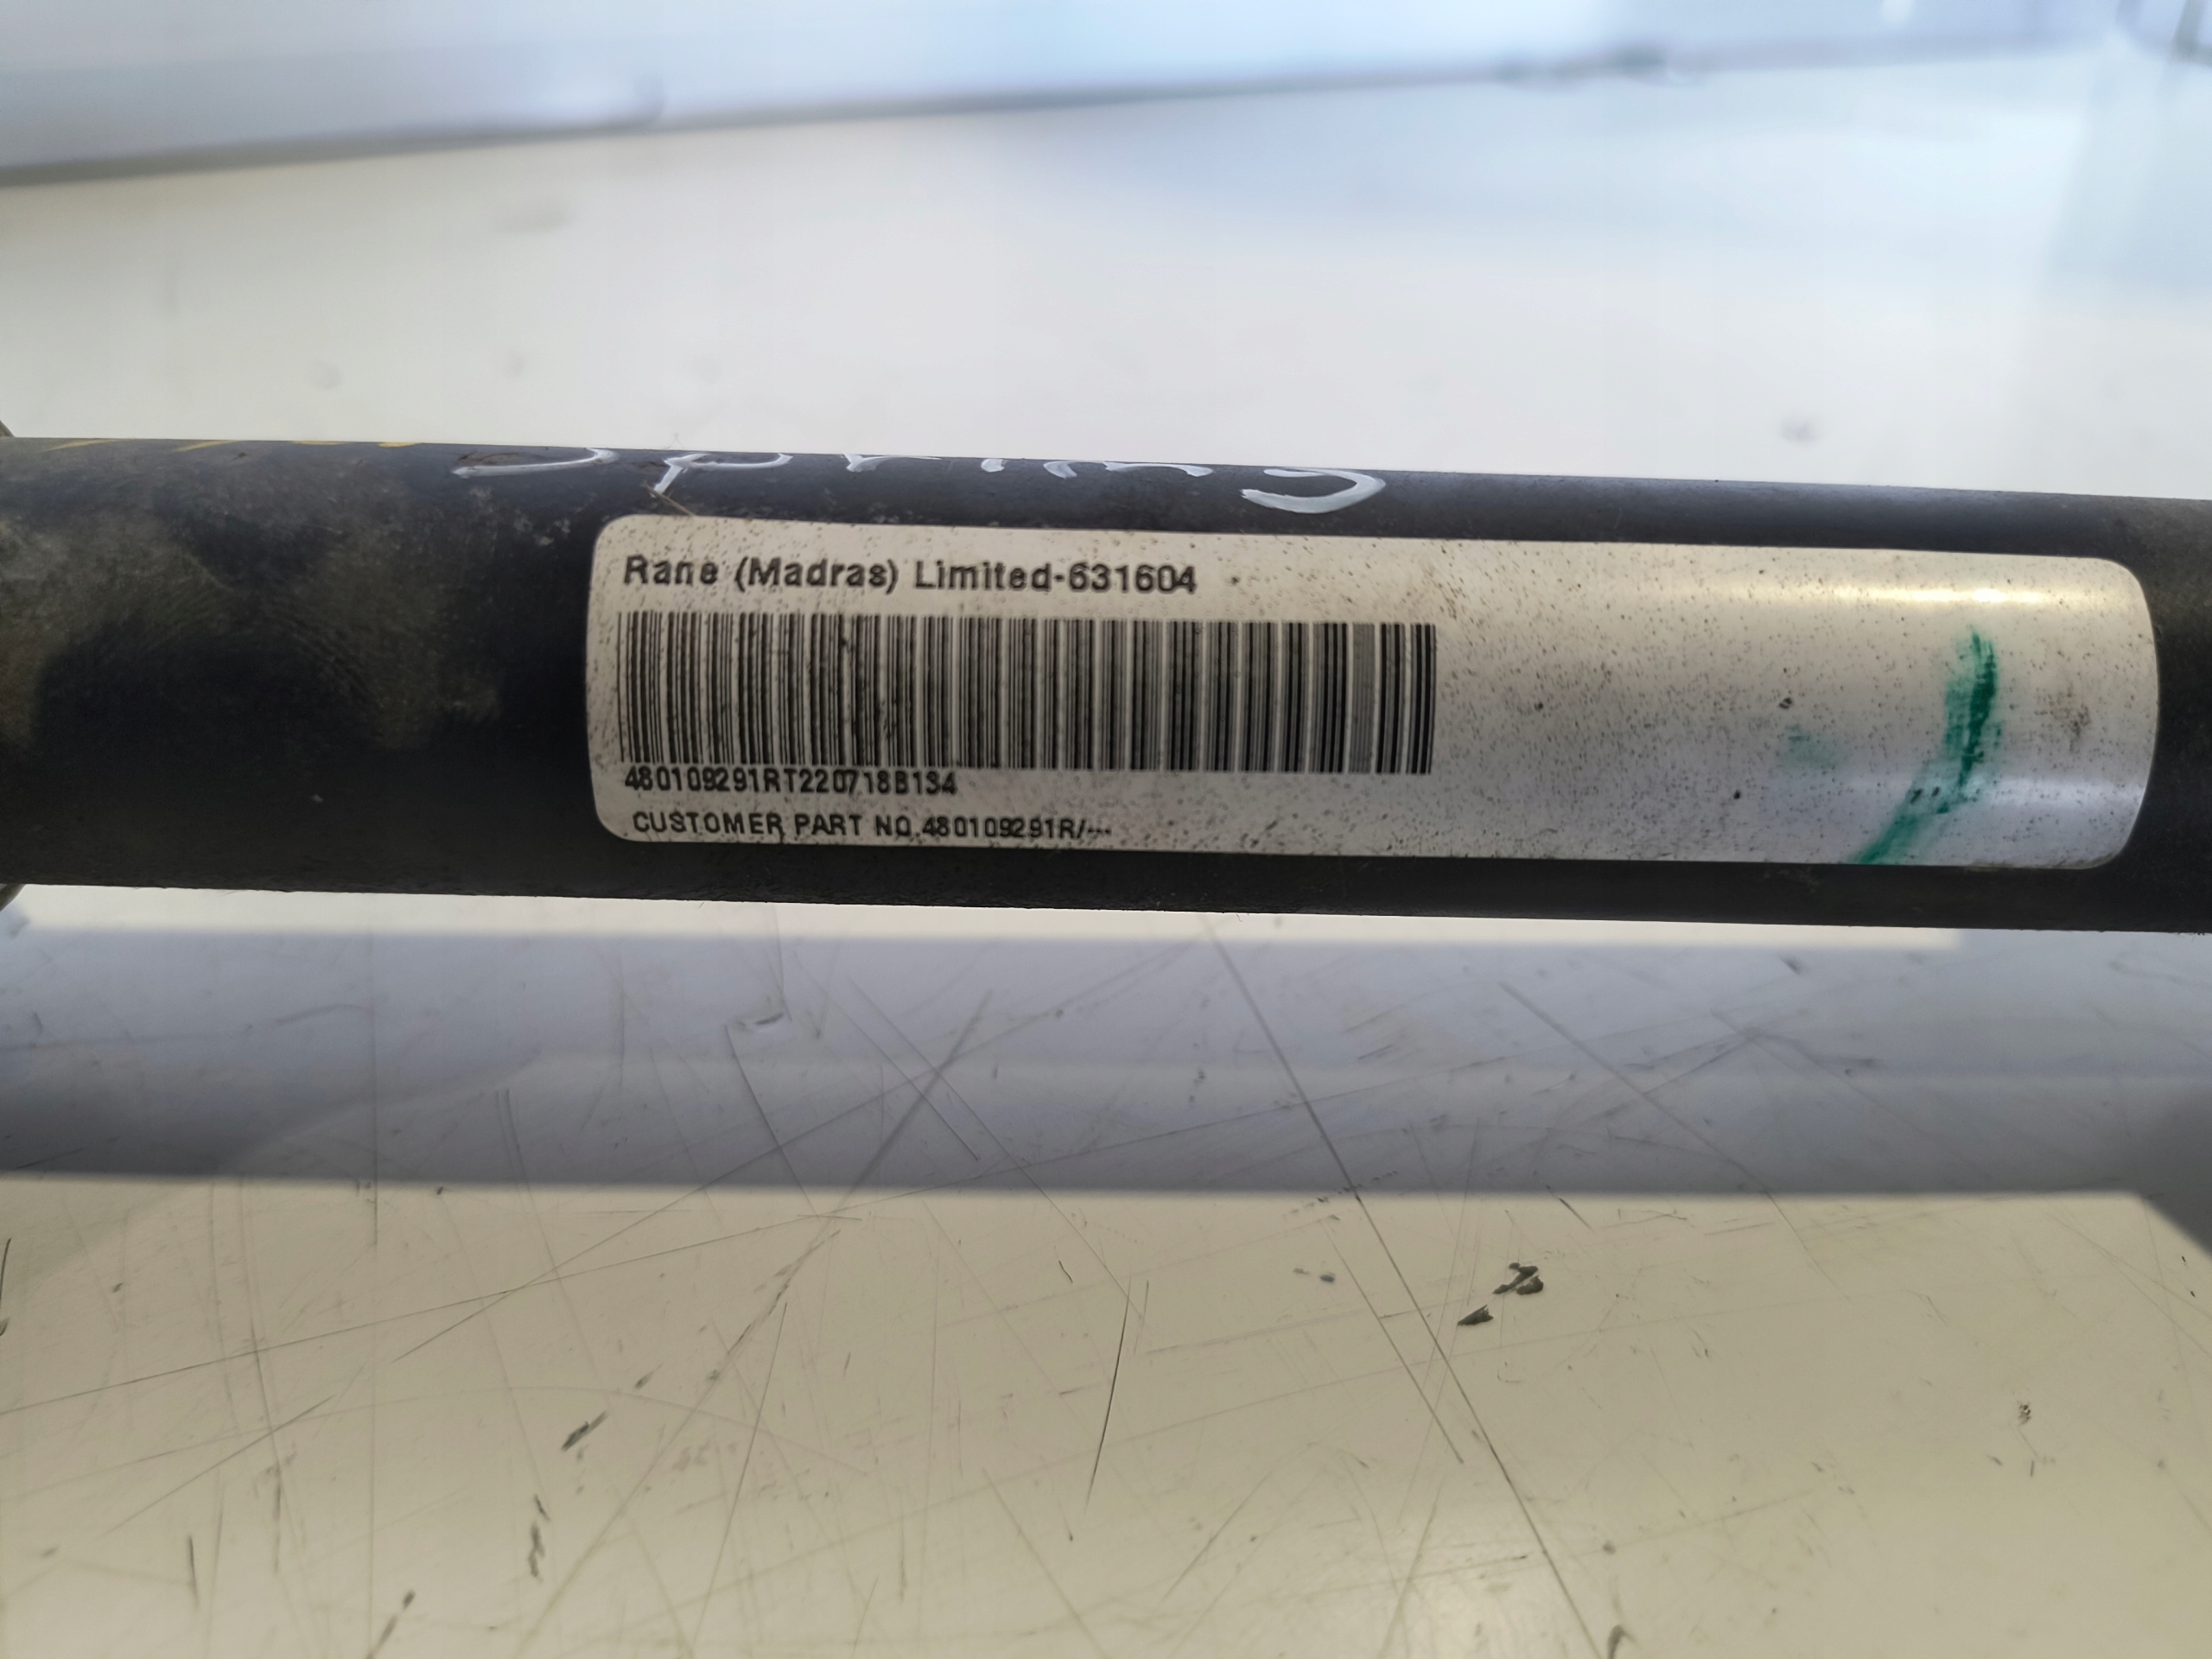 Spring
Rane (Madras) Limited-631604
480109291RT220718B134
CUSTOMER PART NO.480109291R/---